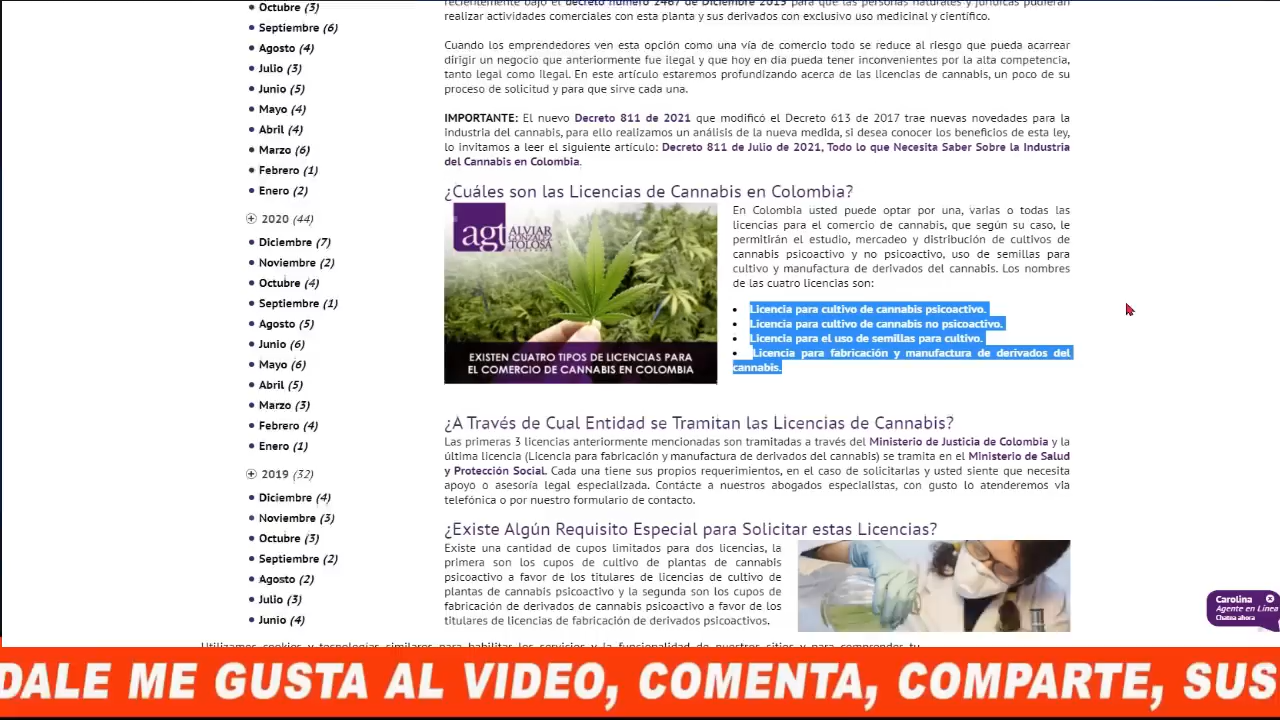 Octubre (3)
Septiembre (6)
Agosto (4)
Julio (3)
Junio (5)
Mayo (4)
Abril (4)
Marzo (6)
Febrero (1)
Enero (2)
2020 (44)
Diciembre (7)
Noviembre (2)
Octubre (4)
Septiembre (1)
Agosto (5)
Junio (6)
Mayo (6)
Abril (5)
Marzo (3)
Febrero (4)
Enero (1)
2019 (32)
Diciembre (4)
Noviembre (3)
Octubre (3)
Septiembre (2)
Agosto (2)
Julio (3)
Junio (4)
recientemente bajo el decreto número 2467 de Diciembre 2015 para que las personas naturales y jurídicas pudieran
realizar actividades comerciales con esta planta y sus derivados con exclusivo uso medicinal y científico.
Cuando los emprendedores ven esta opción como una vía de comercio todo se reduce al riesgo que pueda acarrear
dirigir un negocio que anteriormente fue ilegal y que hoy en día pueda tener inconvenientes por la alta competencia,
tanto legal como ilegal. En este artículo estaremos profundizando acerca de las licencias de cannabis, un poco de su
proceso de solicitud y para que sirve cada una.
IMPORTANTE: El nuevo Decreto 811 de 2021 que modificó el Decreto 613 de 2017 trae nuevas novedades para la
industria del cannabis, para ello realizamos un análisis de la nueva medida, si desea conocer los beneficios de esta ley,
lo invitamos a leer el siguiente artículo: Decreto 811 de Julio de 2021, Todo lo que Necesita Saber Sobre la Industria
del Cannabis en Colombia.
¿Cuáles son las Licencias de Cannabis en Colombia?
agt ALVIAR
GONZÁLEZ
TOLOSA
ABOGADOS
EXISTEN CUATRO TIPOS DE LICENCIAS PARA
EL COMERCIO DE CANNABIS EN COLOMBIA
En Colombia usted puede optar por una, varias o todas las
licencias para el comercio de cannabis, que según su caso, le
permitirán el estudio, mercadeo y distribución de cultivos de
cannabis psicoactivo y no psicoactivo, uso de semillas para
cultivo y manufactura de derivados del cannabis. Los nombres
de las cuatro licencias son:
Licencia para cultivo de cannabis psicoactivo.
Licencia para cultivo de cannabis no psicoactivo.
Licencia para el uso de semillas para cultivo.
Licencia para fabricación y manufactura de derivados del
cannabis.
¿A Través de Cual Entidad se Tramitan las Licencias de Cannabis?
Las primeras 3 licencias anteriormente mencionadas son tramitadas a través del Ministerio de Justicia de Colombia y la
última licencia (Licencia para fabricación y manufactura de derivados del cannabis) se tramita en el Ministerio de Salud
y Protección Social. Cada una tiene sus propios requerimientos, en el caso de solicitarlas y usted siente que necesita
apoyo o asesoría legal especializada. Contácte a nuestros abogados especialistas, con gusto lo atenderemos vía
telefónica o por nuestro formulario de contacto.
¿Existe Algún Requisito Especial para Solicitar estas Licencias?
Existe una cantidad de cupos limitados para dos licencias, la
primera son los cupos de cultivo de plantas de cannabis
psicoactivo a favor de los titulares de licencias de cultivo de
plantas de cannabis psicoactivo y la segunda son los cupos de
fabricación de derivados de cannabis psicoactivo a favor de los
titulares de licencias de fabricación de derivados psicoactivos.
Carolina
Agente en Línea
Chatea ahora
Utilizamos cookies y tecnologías similares para habilitar los servicios y la funcionalidad de nuestros sitios y para comprender tu
DALE ME GUSTA AL VIDEO, COMENTA, COMPARTE, SUS